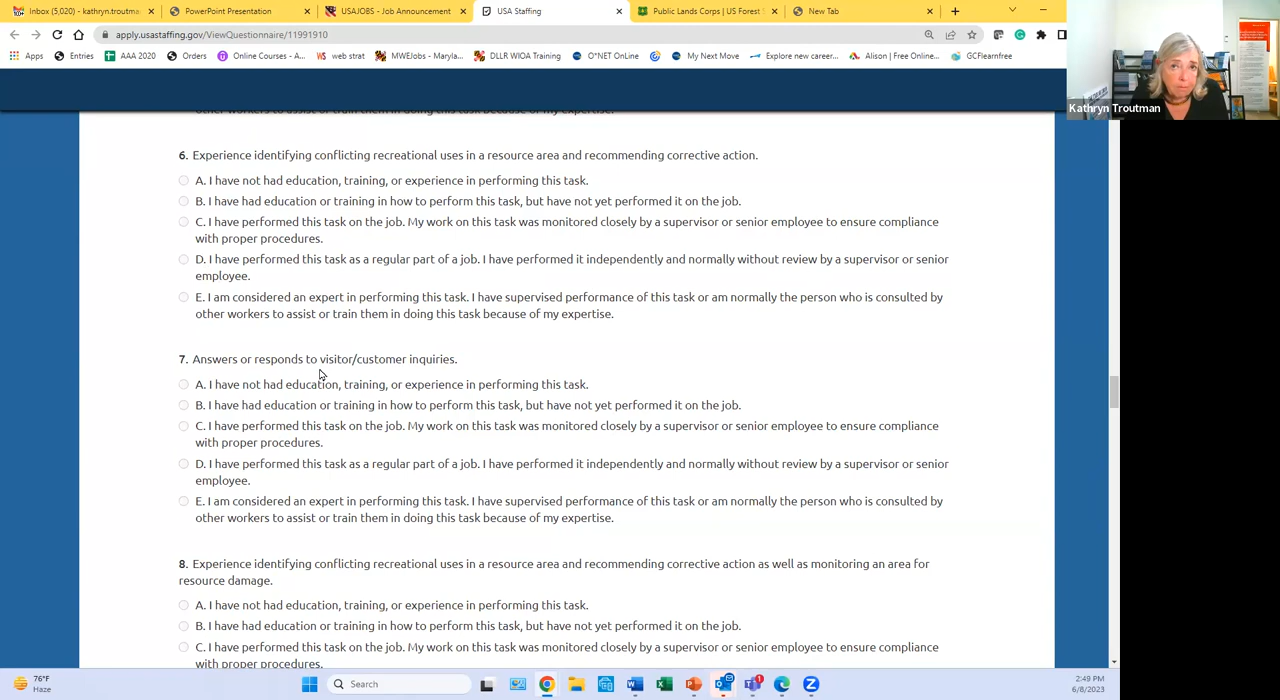 Inbox (5,020) - kathryn.troutma
PowerPoint Presentation
USAJOBS - Job Announcement
USA Staffing
Public Lands Corps | US Forest
New Tab
apply.usastaffing.gov/ViewQuestionnaire/11991910
Apps
Entries
AAA 2020
Orders
Online Courses - A...
web strat
MWEJobs - Maryla...
DLLR WIOA Training
O*NET OnLine
My Next Move
Explore new career...
Alison | Free Online...
GCFlearnfree
Kathryn Troutman
other workers to assist or train them in doing this task because of my expertise.
6. Experience identifying conflicting recreational uses in a resource area and recommending corrective action.
A. I have not had education, training, or experience in performing this task.
B. I have had education or training in how to perform this task, but have not yet performed it on the job.
C. I have performed this task on the job. My work on this task was monitored closely by a supervisor or senior employee to ensure compliance
with proper procedures.
D. I have performed this task as a regular part of a job. I have performed it independently and normally without review by a supervisor or senior
employee.
E. I am considered an expert in performing this task. I have supervised performance of this task or am normally the person who is consulted by
other workers to assist or train them in doing this task because of my expertise.
7. Answers or responds to visitor/customer inquiries.
A. I have not had education, training, or experience in performing this task.
B. I have had education or training in how to perform this task, but have not yet performed it on the job.
C. I have performed this task on the job. My work on this task was monitored closely by a supervisor or senior employee to ensure compliance
with proper procedures.
D. I have performed this task as a regular part of a job. I have performed it independently and normally without review by a supervisor or senior
employee.
E. I am considered an expert in performing this task. I have supervised performance of this task or am normally the person who is consulted by
other workers to assist or train them in doing this task because of my expertise.
8. Experience identifying conflicting recreational uses in a resource area and recommending corrective action as well as monitoring an area for
resource damage.
A. I have not had education, training, or experience in performing this task.
B. I have had education or training in how to perform this task, but have not yet performed it on the job.
C. I have performed this task on the job. My work on this task was monitored closely by a supervisor or senior employee to ensure compliance
with proper procedures.
76°F
Haze
Search
2:49 PM
6/8/2023